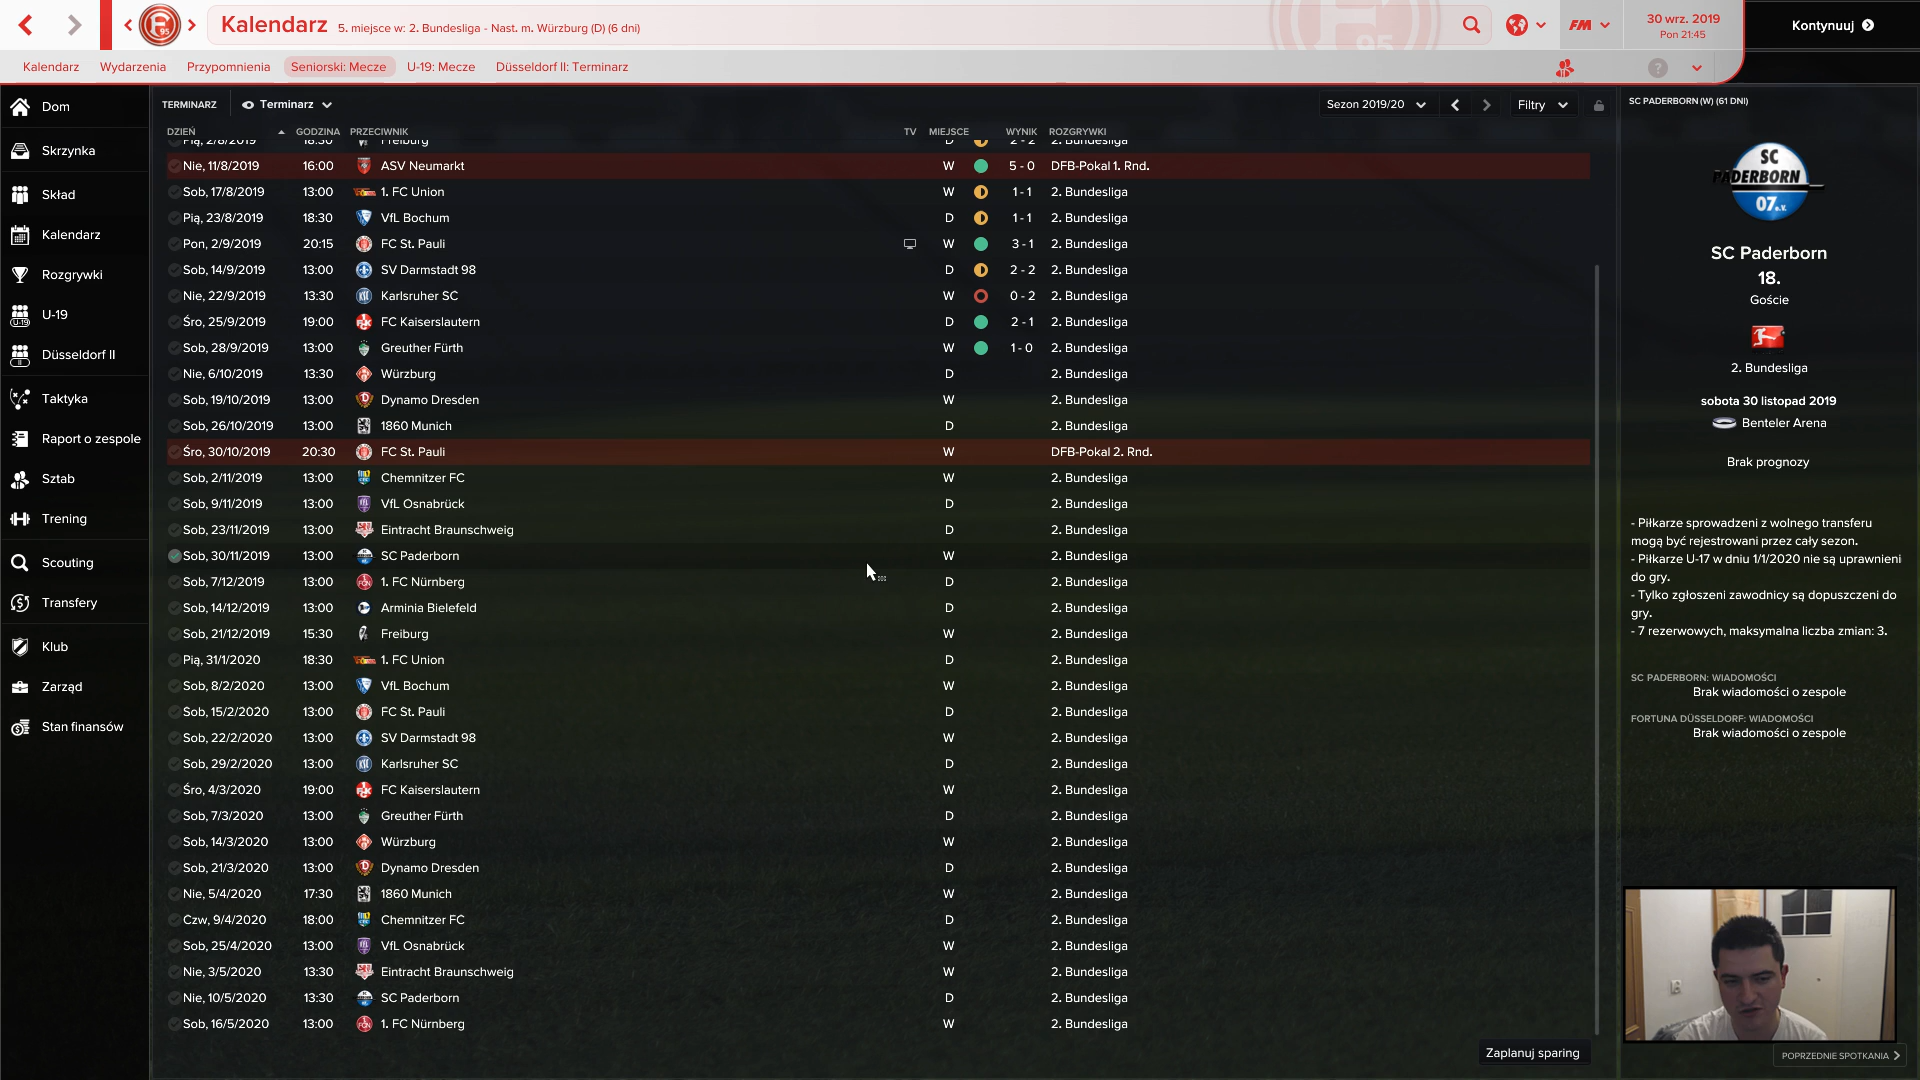 Kalendarz
5. miejsce w: 2. Bundesliga - Nast. m. Würzburg (D) (6 dni)
FM
30 wrz. 2019
Pon 21:45
Kontynuuj
Kalendarz Wydarzenia Przypomnienia Seniorski: Mecze U-19: Mecze Düsseldorf II: Terminarz
Dom
Skrzynka
Skład
Kalendarz
Rozgrywki
U-19
Düsseldorf II
Taktyka
Raport o zespole
Sztab
Trening
Scouting
Transfery
Klub
Zarząd
Stan finansów
TERMINARZ Terminarz Sezon 2019/20 Filtry
DZIEŃ GODZINA PRZECIWNIK TV MIEJSCE WYNIK ROZGRYWKI
Pią, 2/8/2019 18:30 Freiburg D 2 - 2 2. Bundesliga
Nie, 11/8/2019 16:00 ASV Neumarkt W 5 - 0 DFB-Pokal 1. Rnd.
Sob, 17/8/2019 13:00 1. FC Union W 1 - 1 2. Bundesliga
Pią, 23/8/2019 18:30 VfL Bochum D 1 - 1 2. Bundesliga
Pon, 2/9/2019 20:15 FC St. Pauli W 3 - 1 2. Bundesliga
Sob, 14/9/2019 13:00 SV Darmstadt 98 D 2 - 2 2. Bundesliga
Nie, 22/9/2019 13:30 Karlsruher SC W 0 - 2 2. Bundesliga
Śro, 25/9/2019 19:00 FC Kaiserslautern D 2 - 1 2. Bundesliga
Sob, 28/9/2019 13:00 Greuther Fürth W 1 - 0 2. Bundesliga
Nie, 6/10/2019 13:30 Würzburg D 2. Bundesliga
Sob, 19/10/2019 13:00 Dynamo Dresden W 2. Bundesliga
Sob, 26/10/2019 13:00 1860 Munich D 2. Bundesliga
Śro, 30/10/2019 20:30 FC St. Pauli W DFB-Pokal 2. Rnd.
Sob, 2/11/2019 13:00 Chemnitzer FC W 2. Bundesliga
Sob, 9/11/2019 13:00 VfL Osnabrück D 2. Bundesliga
Sob, 23/11/2019 13:00 Eintracht Braunschweig D 2. Bundesliga
Sob, 30/11/2019 13:00 SC Paderborn W 2. Bundesliga
Sob, 7/12/2019 13:00 1. FC Nürnberg D 2. Bundesliga
Sob, 14/12/2019 13:00 Arminia Bielefeld D 2. Bundesliga
Sob, 21/12/2019 15:30 Freiburg W 2. Bundesliga
Pią, 31/1/2020 18:30 1. FC Union D 2. Bundesliga
Sob, 8/2/2020 13:00 VfL Bochum W 2. Bundesliga
Sob, 15/2/2020 13:00 FC St. Pauli D 2. Bundesliga
Sob, 22/2/2020 13:00 SV Darmstadt 98 W 2. Bundesliga
Sob, 29/2/2020 13:00 Karlsruher SC D 2. Bundesliga
Śro, 4/3/2020 19:00 FC Kaiserslautern W 2. Bundesliga
Sob, 7/3/2020 13:00 Greuther Fürth D 2. Bundesliga
Sob, 14/3/2020 13:00 Würzburg W 2. Bundesliga
Sob, 21/3/2020 13:00 Dynamo Dresden D 2. Bundesliga
Nie, 5/4/2020 17:30 1860 Munich W 2. Bundesliga
Czw, 9/4/2020 18:00 Chemnitzer FC D 2. Bundesliga
Sob, 25/4/2020 13:00 VfL Osnabrück W 2. Bundesliga
Nie, 3/5/2020 13:30 Eintracht Braunschweig W 2. Bundesliga
Nie, 10/5/2020 13:30 SC Paderborn D 2. Bundesliga
Sob, 16/5/2020 13:00 1. FC Nürnberg W 2. Bundesliga
Zaplanuj sparing
SC PADERBORN (W) (61 DNI)
SC
PADERBORN
07 e.V.
SC Paderborn
18.
Goście
2. Bundesliga
sobota 30 listopad 2019
Benteler Arena
Brak prognozy
- Piłkarze sprowadzeni z wolnego transferu
mogą być rejestrowani przez cały sezon.
- Piłkarze U-17 w dniu 1/1/2020 nie są uprawnieni
do gry.
- Tylko zgłoszeni zawodnicy są dopuszczeni do
gry.
- 7 rezerwowych, maksymalna liczba zmian: 3.
SC PADERBORN: WIADOMOŚCI
Brak wiadomości o zespole
FORTUNA DÜSSELDORF: WIADOMOŚCI
Brak wiadomości o zespole
POPRZEDNIE SPOTKANIA